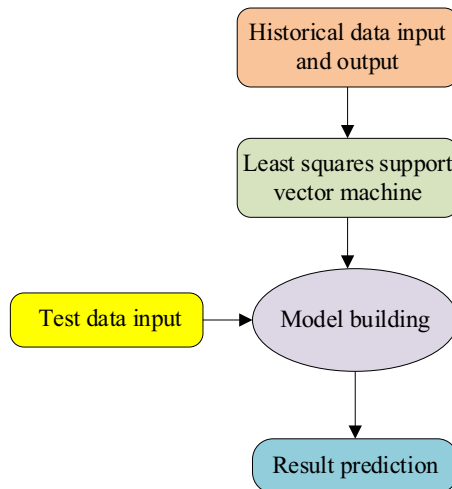 Historical data input
and output
Least squares support
vector machine
Test data input
Model building
Result prediction